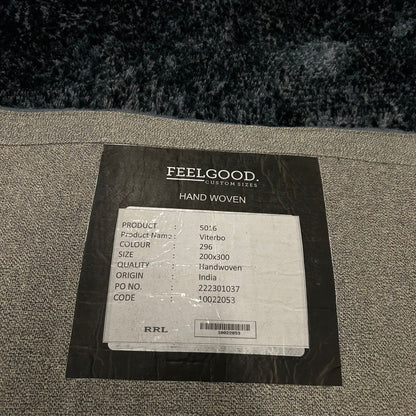 FEELGOOD.
CUSTOM SIZES
HAND WOVEN
PRODUCT : 5016
Product Name : Viterbo
COLOUR : 296
SIZE : 200x300
QUALITY : Handwoven
ORIGIN : India
PO NO. : 222301037
CODE : 10022053
RRL
10022053